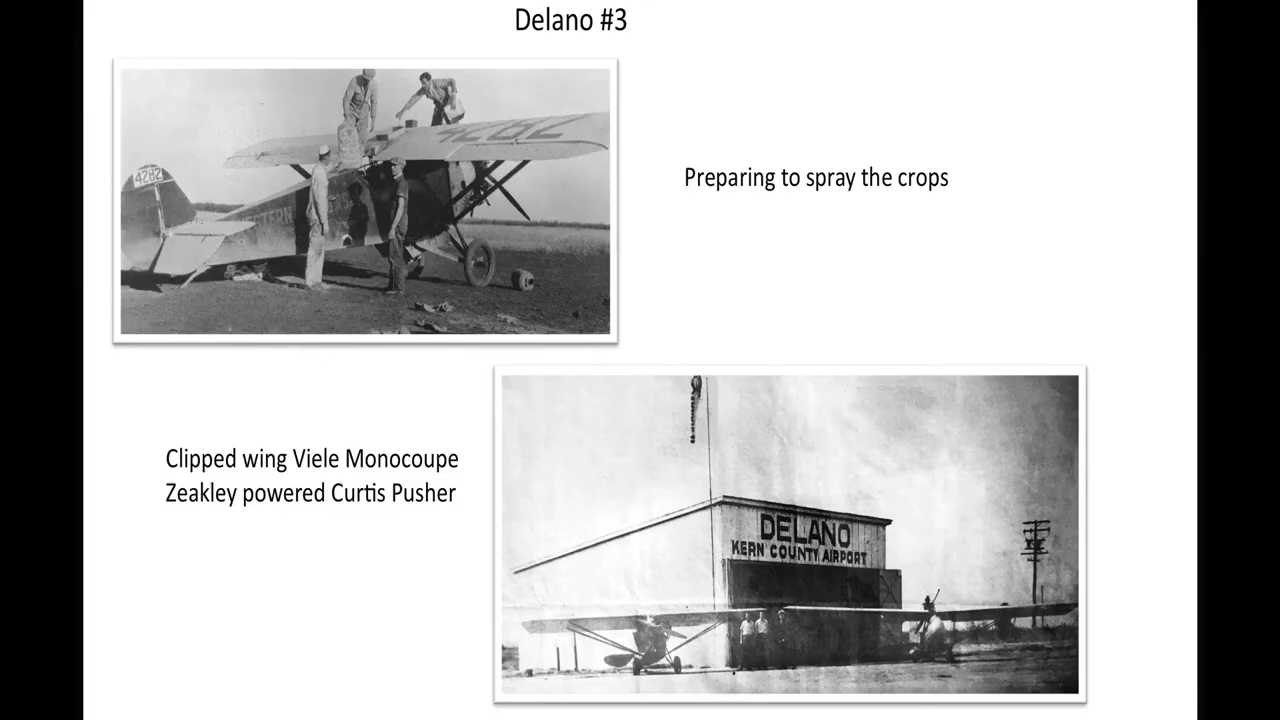 Delano #3
4282
4282
Preparing to spray the crops
Clipped wing Viele Monocoupe
Zeakley powered Curtis Pusher
DELANO
KERN COUNTY AIRPORT